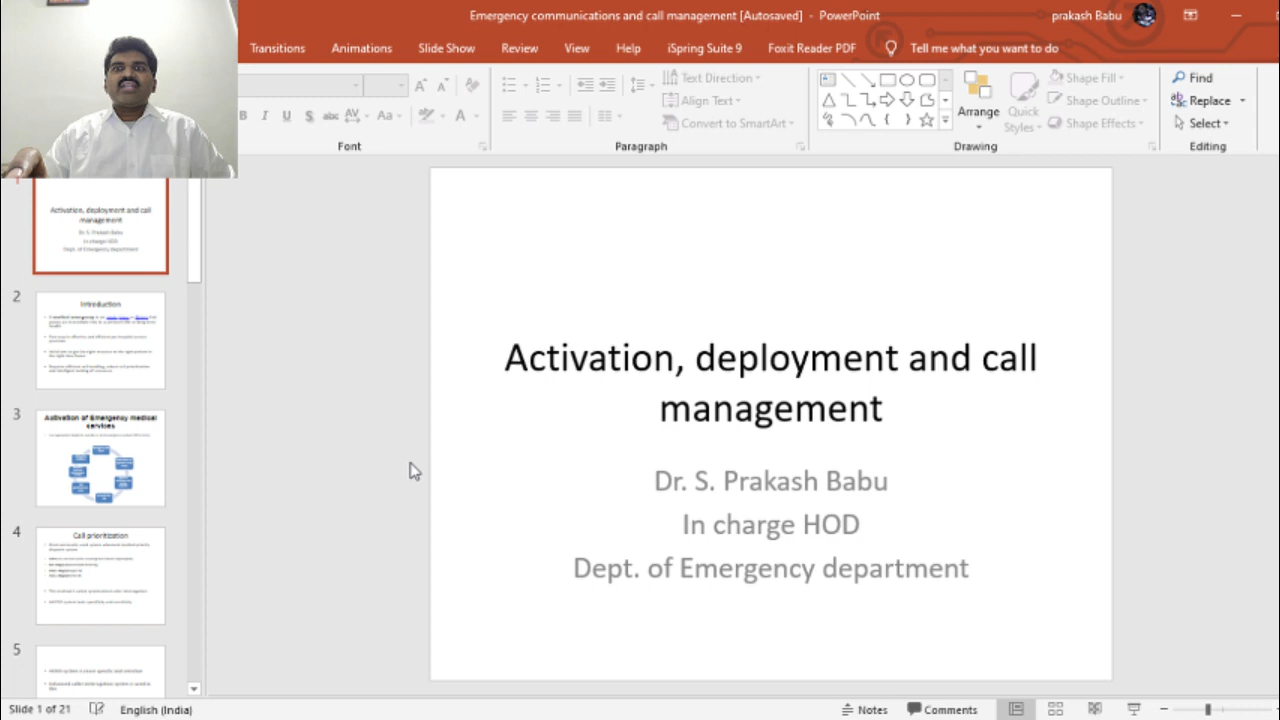 Emergency communications and call management [Autosaved] - PowerPoint
prakash Babu
Transitions
Animations
Slide Show
Review
View
Help
iSpring Suite 9
Foxit Reader PDF
Tell me what you want to do
Text Direction
Align Text
Convert to SmartArt
Arrange
Quick
Styles
Shape Fill
Shape Outline
Shape Effects
Find
Replace
Select
B I U S abc AV Aa A
Font
Paragraph
Drawing
Editing
1
Activation, deployment and call
management
Dr. S. Prakash Babu
In charge HOD
Dept. of Emergency department
2
Introduction
3
Activation of Emergency medical
services
4
Call prioritization
5
Activation, deployment and call
management
Dr. S. Prakash Babu
In charge HOD
Dept. of Emergency department
Slide 1 of 21
English (India)
Notes
Comments